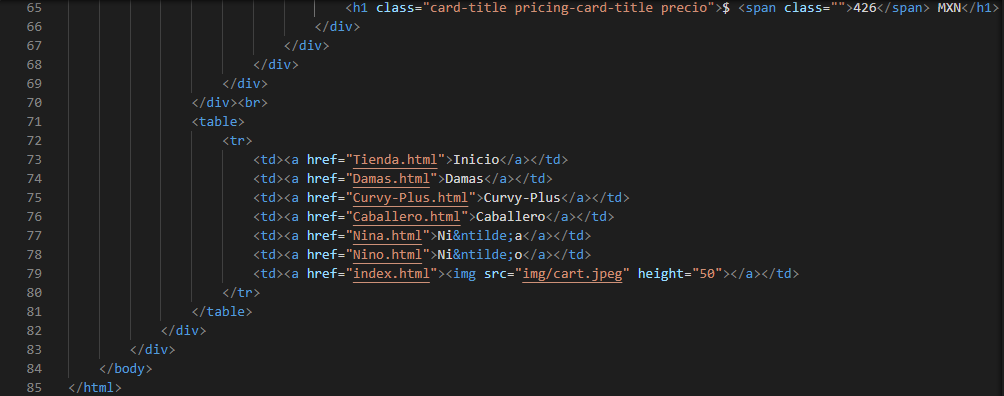 65 <h1 class="card-title pricing-card-title precio">$ <span class="">426</span> MXN</h1>
66 </div>
67 </div>
68 </div>
69 </div>
70 </div><br>
71 <table>
72 <tr>
73 <td><a href="Tienda.html">Inicio</a></td>
74 <td><a href="Damas.html">Damas</a></td>
75 <td><a href="Curvy-Plus.html">Curvy-Plus</a></td>
76 <td><a href="Caballero.html">Caballero</a></td>
77 <td><a href="Nina.html">Ni&ntilde;a</a></td>
78 <td><a href="Nino.html">Ni&ntilde;o</a></td>
79 <td><a href="index.html"><img src="img/cart.jpeg" height="50"></a></td>
80 </tr>
81 </table>
82 </div>
83 </div>
84 </body>
85 </html>